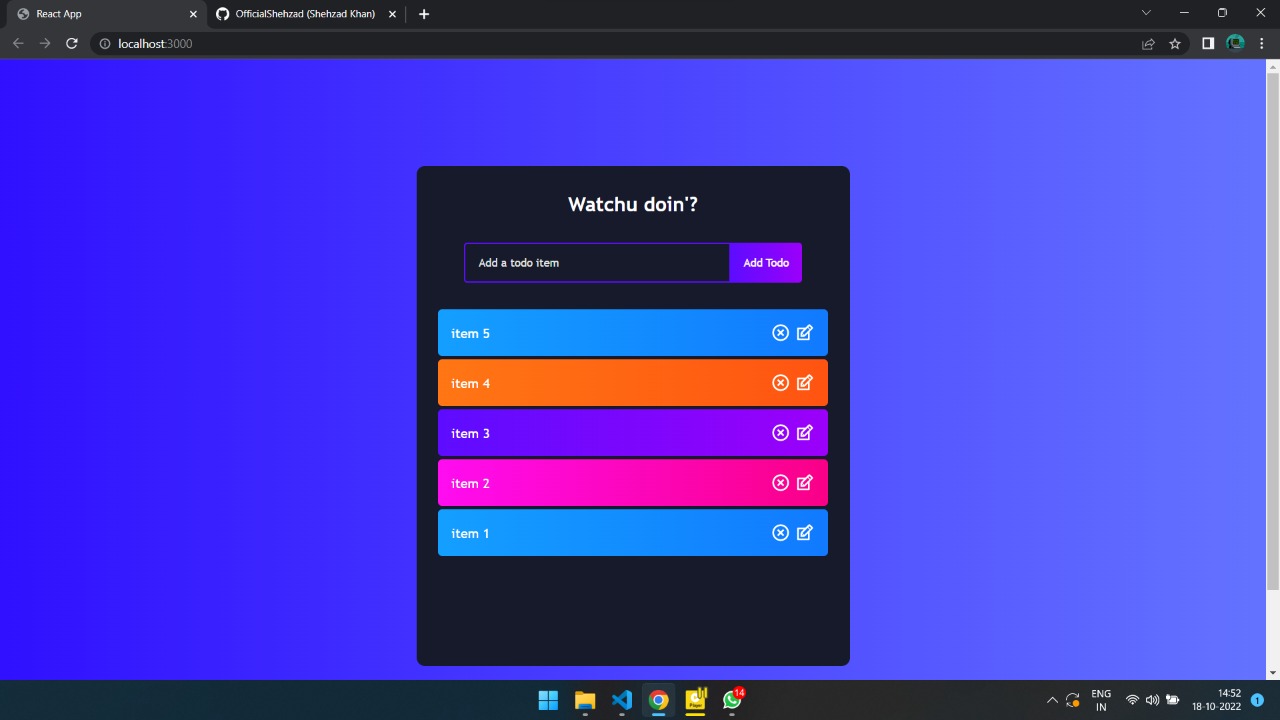 React App
OfficialShehzad (Shehzad Khan)
localhost:3000
Watchu doin'?
Add a todo item
Add Todo
item 5
item 4
item 3
item 2
item 1
14
ENG
IN
14:52
18-10-2022
1